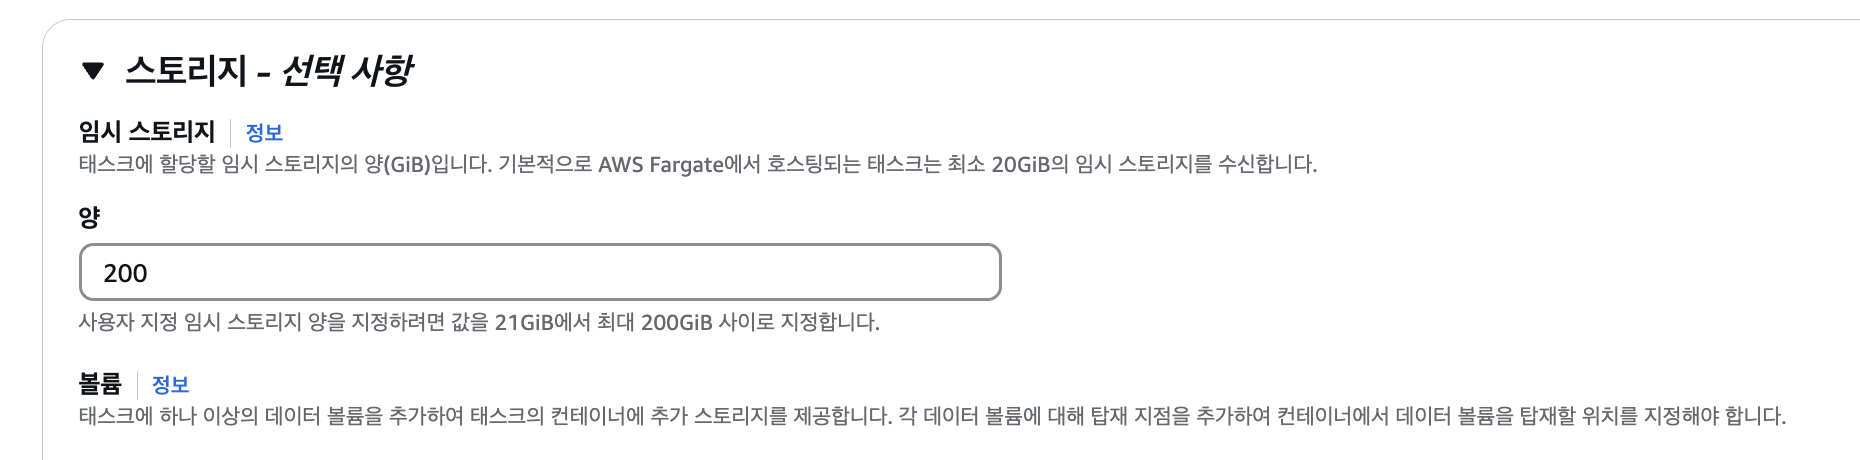 ▼ 스토리지 - 선택 사항
임시 스토리지 | 정보
태스크에 할당할 임시 스토리지의 양(GiB)입니다. 기본적으로 AWS Fargate에서 호스팅되는 태스크는 최소 20GiB의 임시 스토리지를 수신합니다.
양
200
사용자 지정 임시 스토리지 양을 지정하려면 값을 21GiB에서 최대 200GiB 사이로 지정합니다.
볼륨 | 정보
태스크에 하나 이상의 데이터 볼륨을 추가하여 태스크의 컨테이너에 추가 스토리지를 제공합니다. 각 데이터 볼륨에 대해 탑재 지점을 추가하여 컨테이너에서 데이터 볼륨을 탑재할 위치를 지정해야 합니다.